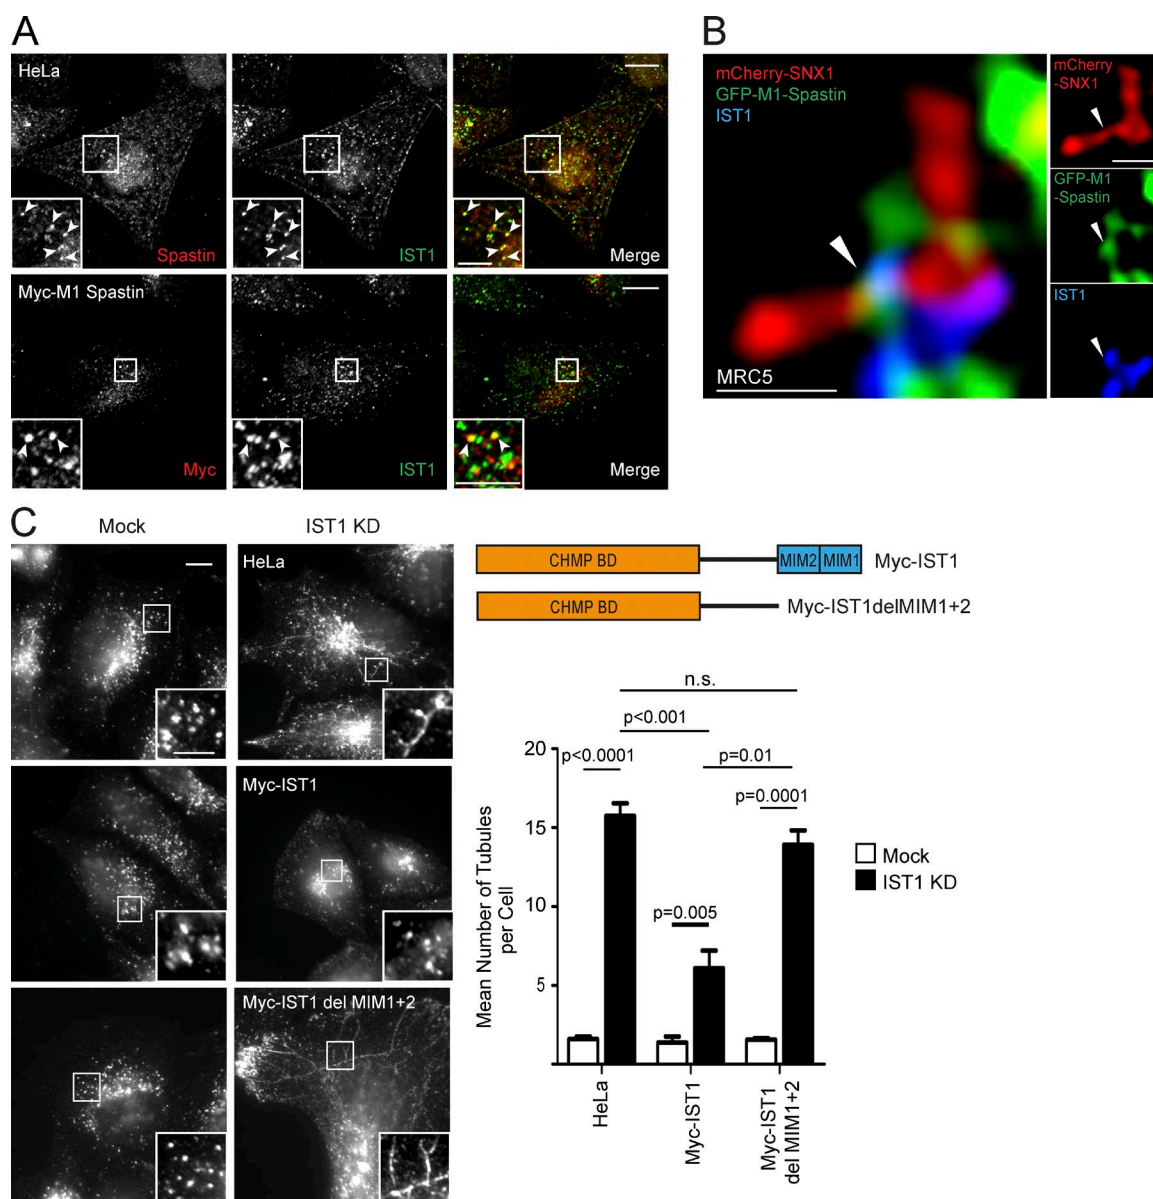 A
HeLa
Spastin
IST1
Merge
Myc-M1 Spastin
Myc
IST1
Merge
B
mCherry-SNX1
GFP-M1-Spastin
IST1
MRC5
mCherry
-SNX1
GFP-M1
-Spastin
IST1
C
Mock
IST1 KD
HeLa
Myc-IST1
Myc-IST1 del MIM1+2
CHMP BD
MIM2
MIM1
Myc-IST1
CHMP BD
Myc-IST1delMIM1+2
n.s.
p<0.001
p<0.0001
p=0.01
p=0.0001
p=0.005
20
15
10
5
Mean Number of Tubules
per Cell
Mock
IST1 KD
HeLa
Myc-IST1
Myc-IST1
del MIM1+2